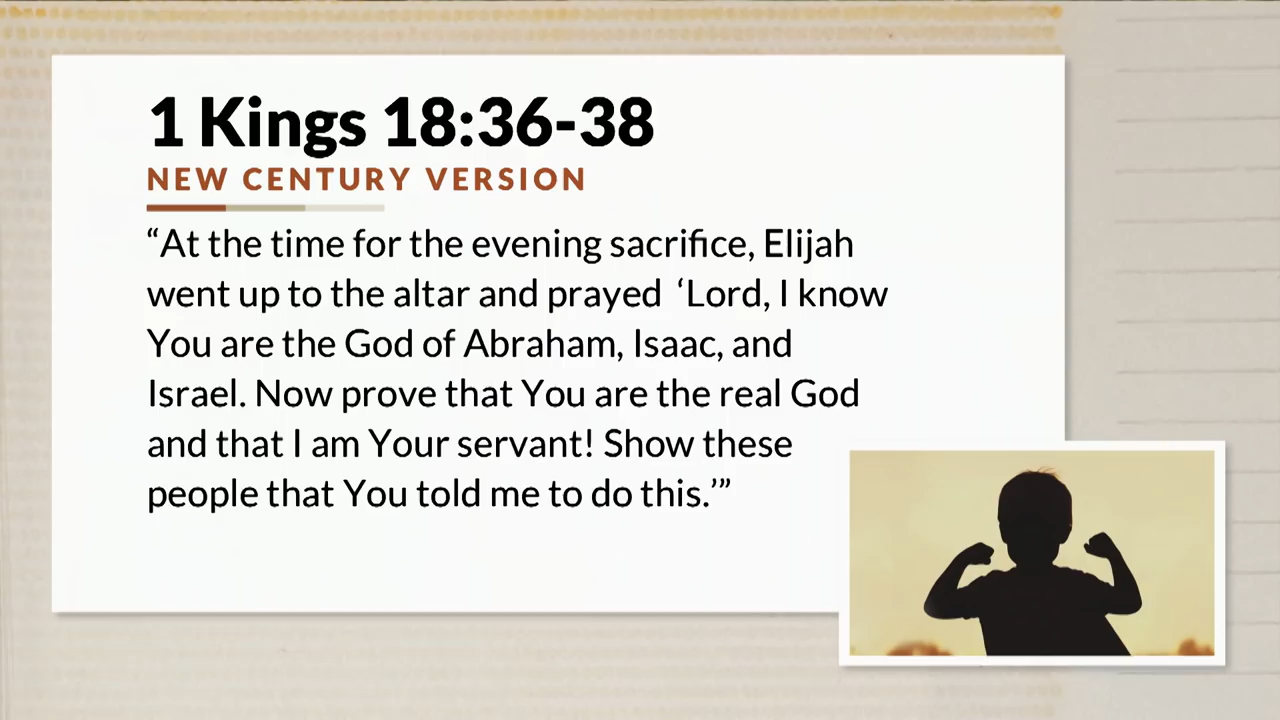 1 Kings 18:36-38
NEW CENTURY VERSION
“At the time for the evening sacrifice, Elijah
went up to the altar and prayed ‘Lord, I know
You are the God of Abraham, Isaac, and
Israel. Now prove that You are the real God
and that I am Your servant! Show these
people that You told me to do this.’”